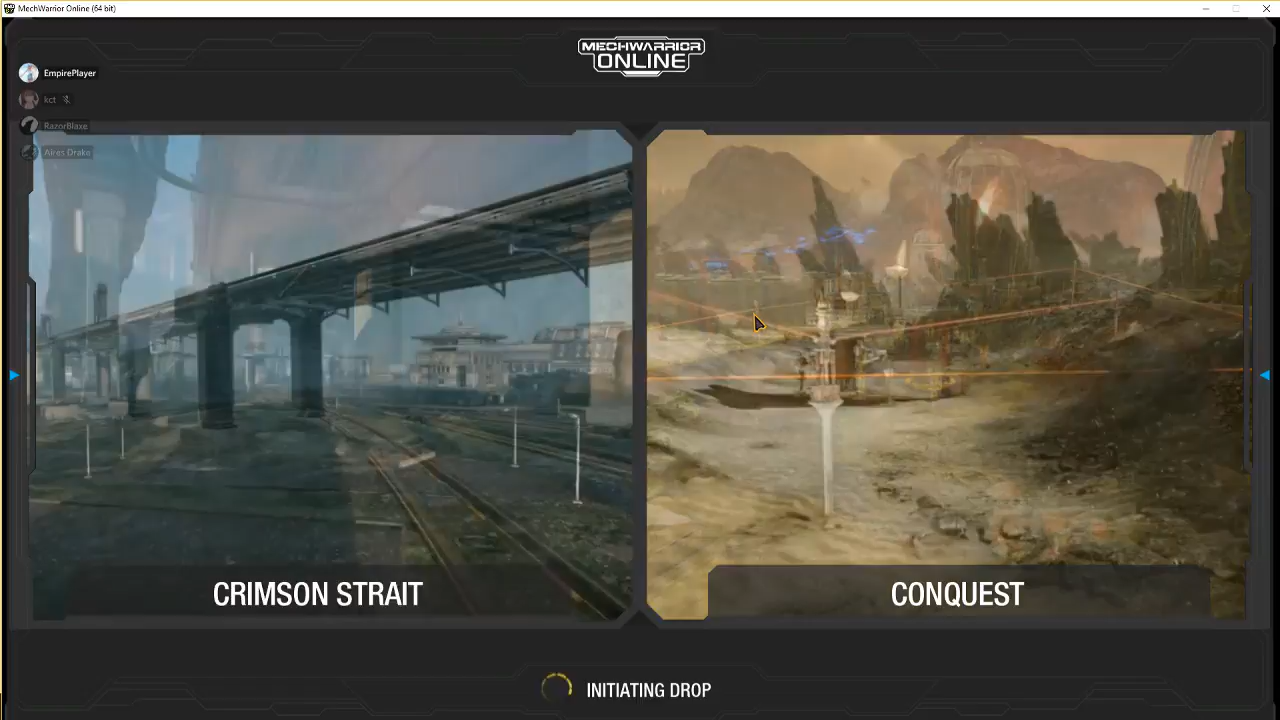 MechWarrior Online (64 bit)
MECHWARRIOR
ONLINE
EmpirePlayer
kct
RazorBlaxe
Aires Drake
CRIMSON STRAIT
CONQUEST
INITIATING DROP